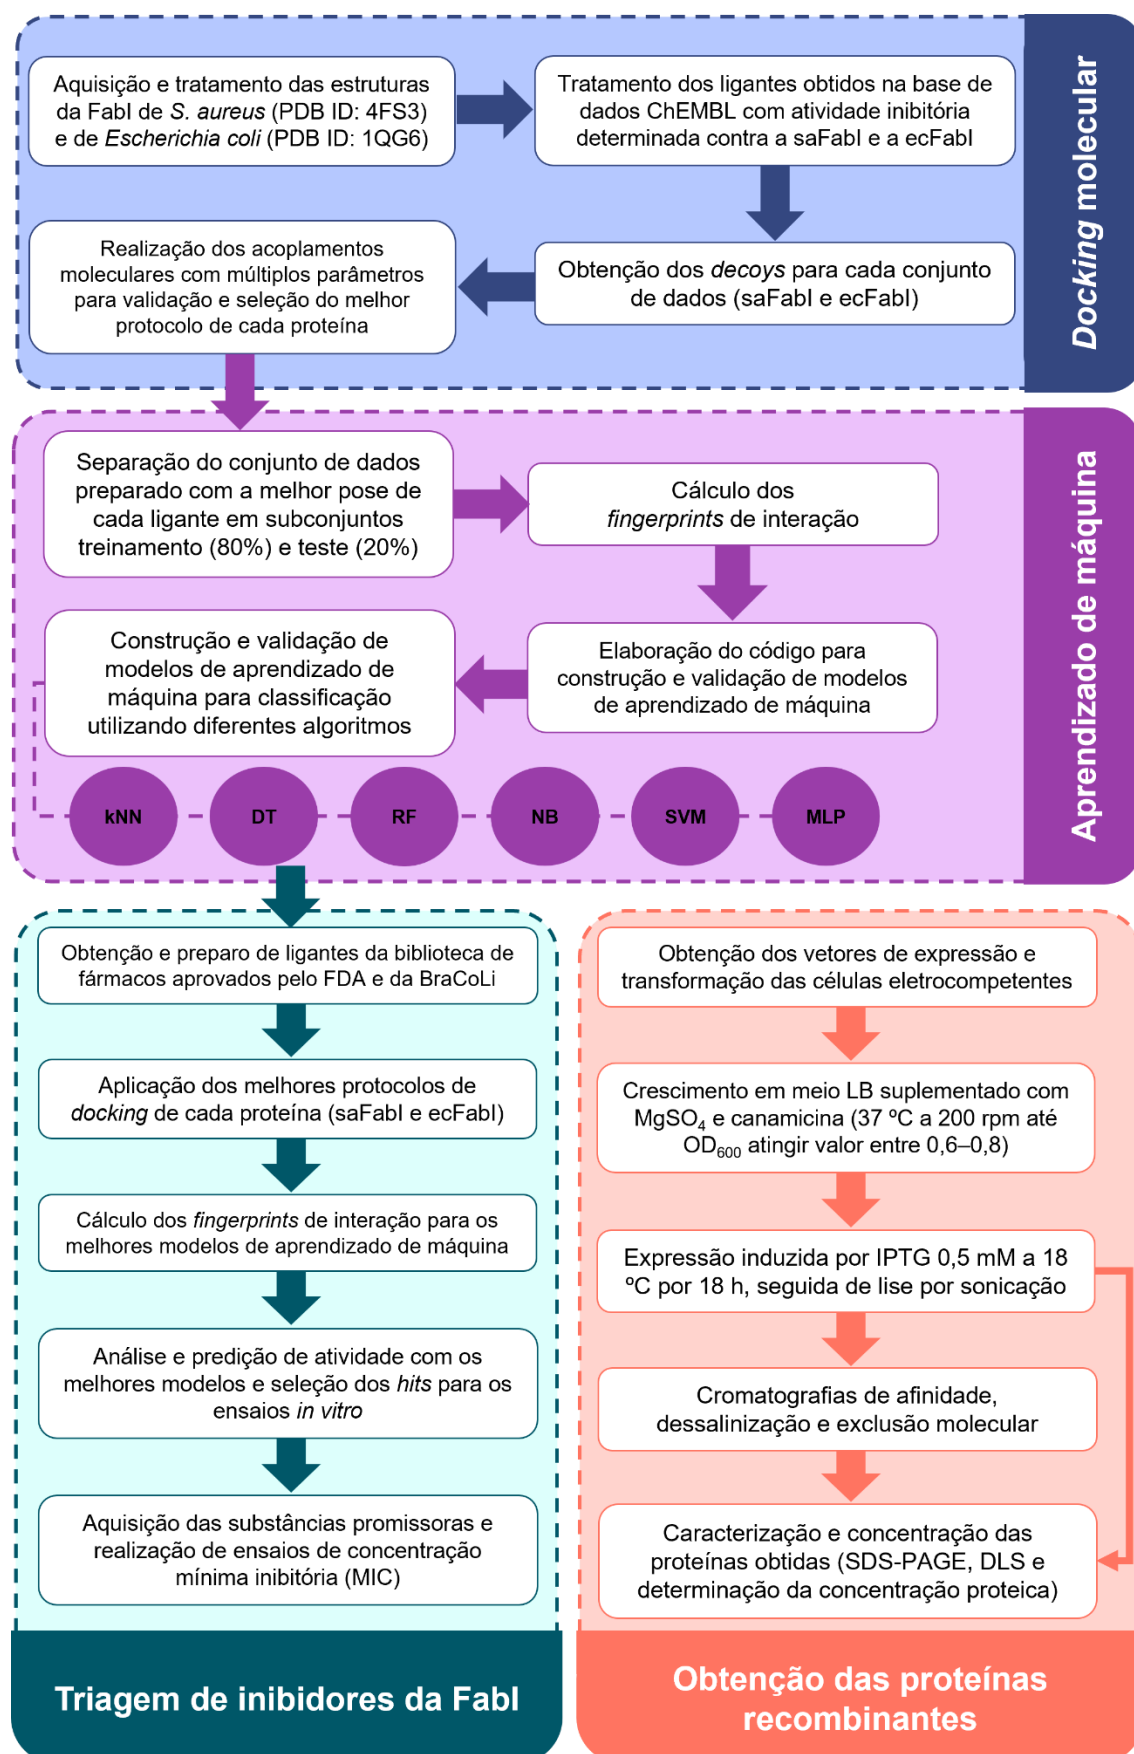 Aquisição e tratamento das estruturas
da FabI de S. aureus (PDB ID: 4FS3)
e de Escherichia coli (PDB ID: 1QG6)
Tratamento dos ligantes obtidos na base de
dados ChEMBL com atividade inibitória
determinada contra a saFabI e a ecFabI
Obtenção dos decoys para cada conjunto
de dados (saFabI e ecFabI)
Realização dos acoplamentos
moleculares com múltiplos parâmetros
para validação e seleção do melhor
protocolo de cada proteína
Docking molecular
Separação do conjunto de dados
preparado com a melhor pose de
cada ligante em subconjuntos
treinamento (80%) e teste (20%)
Cálculo dos
fingerprints de interação
Elaboração do código para
construção e validação de modelos
de aprendizado de máquina
Construção e validação de
modelos de aprendizado de
máquina para classificação
utilizando diferentes algoritmos
kNN
DT
RF
NB
SVM
MLP
Aprendizado de máquina
Obtenção e preparo de ligantes da biblioteca de
fármacos aprovados pelo FDA e da BraCoLi
Aplicação dos melhores protocolos de
docking de cada proteína (saFabI e ecFabI)
Cálculo dos fingerprints de interação para os
melhores modelos de aprendizado de máquina
Análise e predição de atividade com os
melhores modelos e seleção dos hits para os
ensaios in vitro
Aquisição das substâncias promissoras e
realização de ensaios de concentração
mínima inibitória (MIC)
Triagem de inibidores da FabI
Obtenção dos vetores de expressão e
transformação das células eletrocompetentes
Crescimento em meio LB suplementado com
MgSO₄ e canamicina (37 ºC a 200 rpm até
OD₆₀₀ atingir valor entre 0,6–0,8)
Expressão induzida por IPTG 0,5 mM a 18
ºC por 18 h, seguida de lise por sonicação
Cromatografias de afinidade,
dessalinização e exclusão molecular
Caracterização e concentração das
proteínas obtidas (SDS-PAGE, DLS e
determinação da concentração proteica)
Obtenção das proteínas
recombinantes